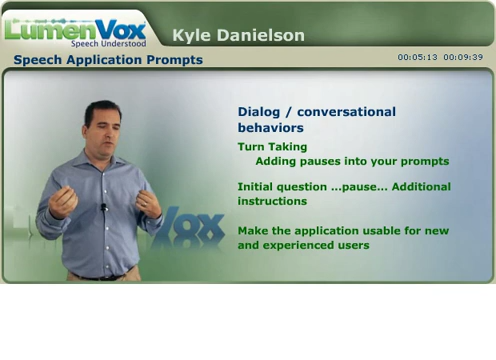 LumenVox
Speech Understood
Kyle Danielson
Speech Application Prompts
00:05:13 00:09:39
Dialog / conversational
behaviors
Turn Taking
Adding pauses into your prompts
Initial question ...pause... Additional
instructions
Make the application usable for new
and experienced users
Vox